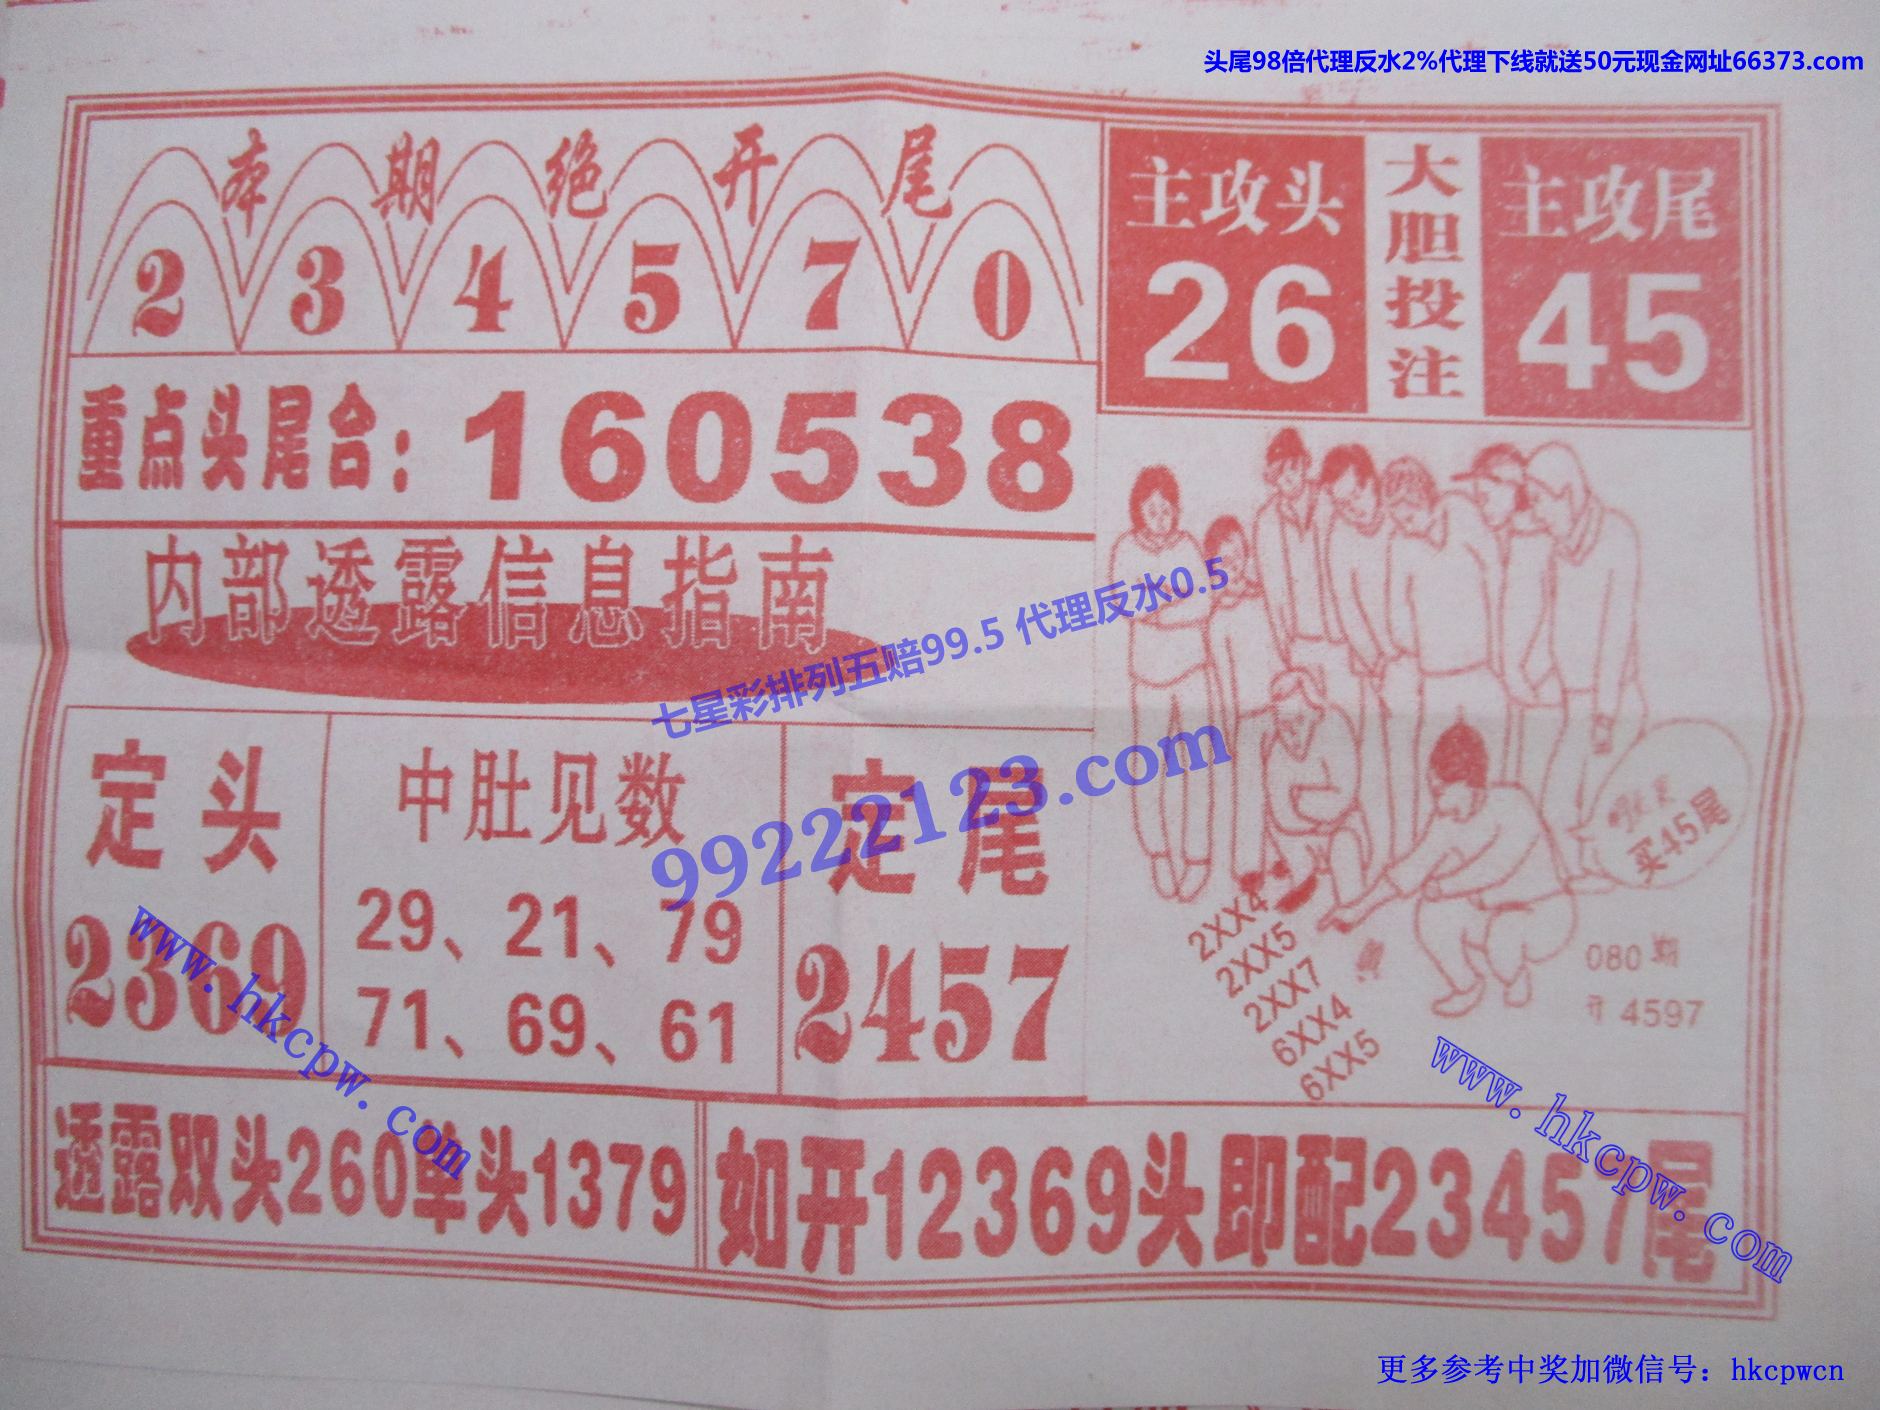 头尾98倍代理反水2%代理下线就送50元现金网址66373.com
本期绝开尾
2 3 4 5 7 0
主攻头
26
大胆投注
主攻尾
45
重点头尾合：160538
内部透露信息指南
七星彩排列五赔99.5 代理反水0.5
99222123.com
定头
2369
中肚见数
29、21、79
71、69、61
定尾
2457
买45尾
2XX4
2XX5
2XX7
6XX4
6XX5
080期
开4597
www.hkcpw.com
www.hkcpw.com
透露双头260单头1379
如开12369头即配23457尾
更多参考中奖加微信号：hkcpwcn